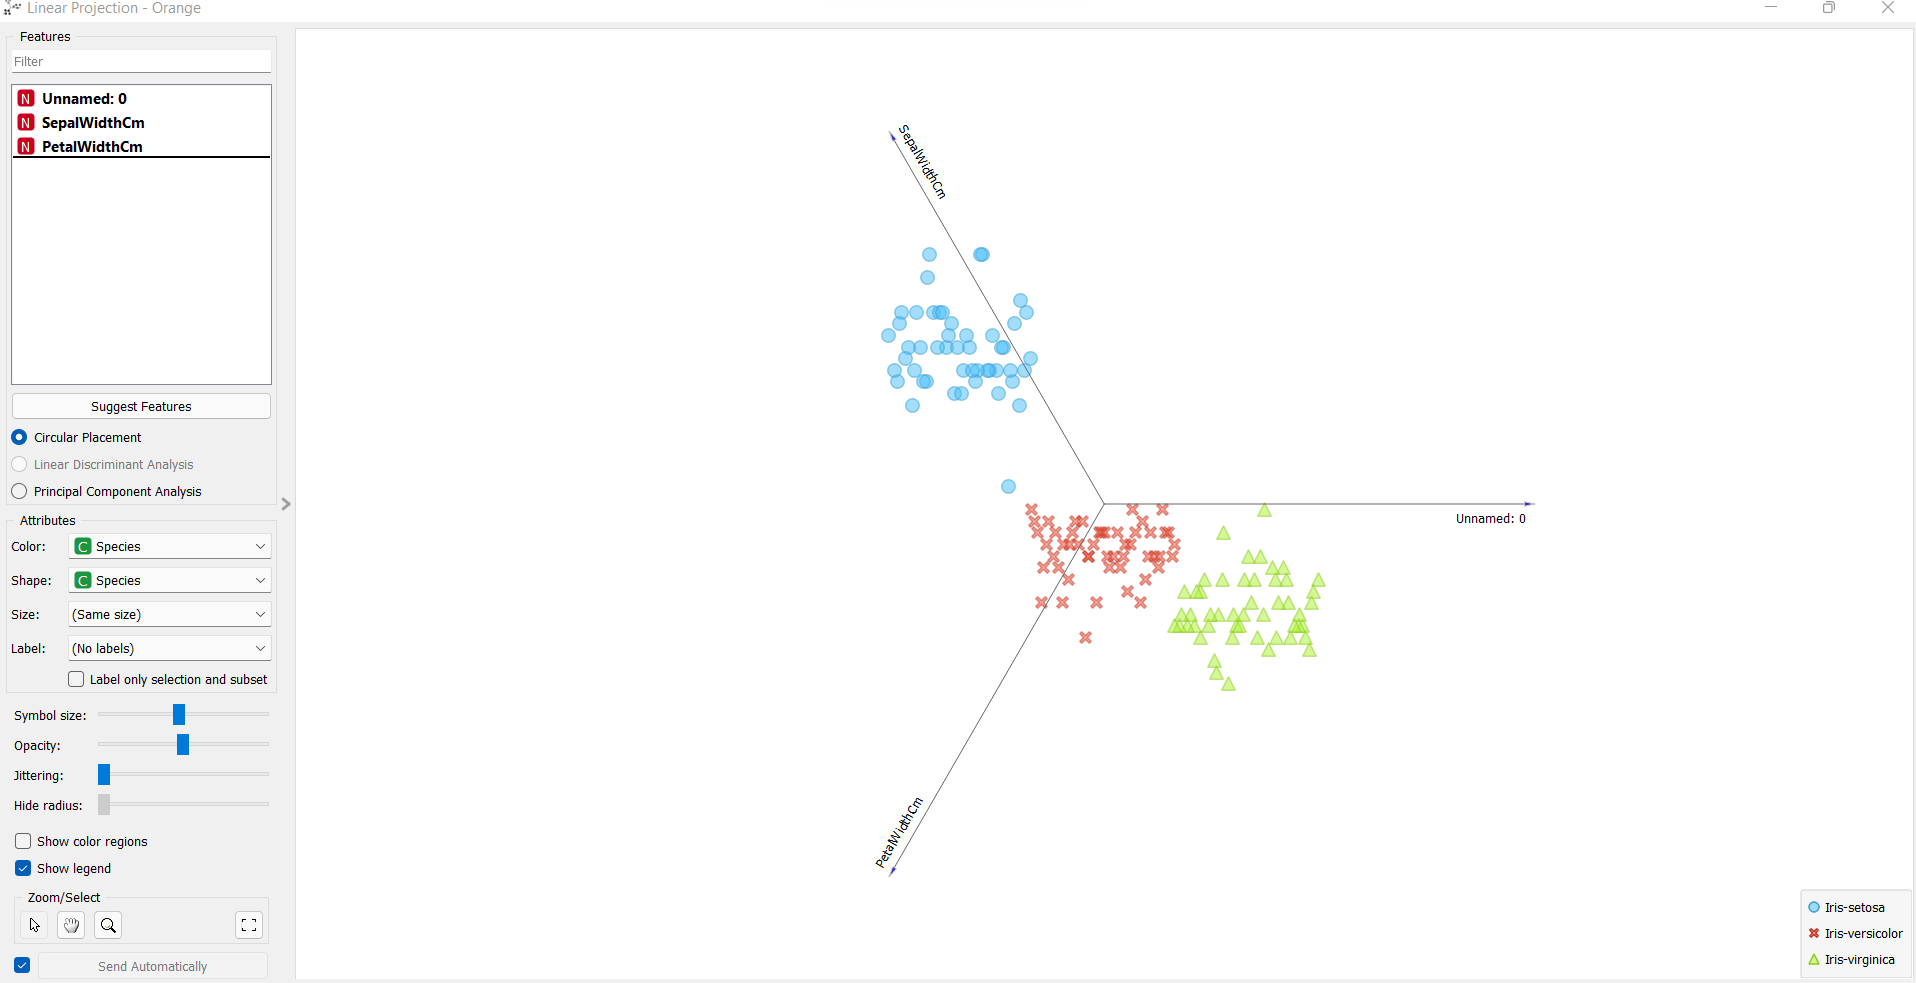 Linear Projection - Orange
Features
Filter
N Unnamed: 0
N SepalWidthCm
N PetalWidthCm
Suggest Features
Circular Placement
Linear Discriminant Analysis
Principal Component Analysis
Attributes
Color: C Species
Shape: C Species
Size: (Same size)
Label: (No labels)
Label only selection and subset
Symbol size:
Opacity:
Jittering:
Hide radius:
Show color regions
Show legend
Zoom/Select
Send Automatically
SepalWidthCm
Unnamed: 0
PetalWidthCm
Iris-setosa
Iris-versicolor
Iris-virginica